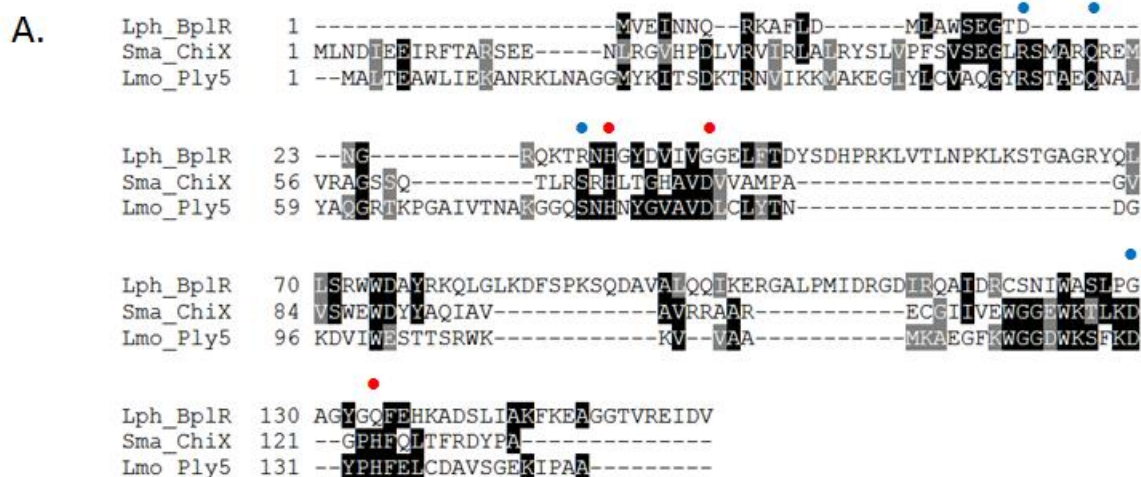 A.
Lph_BplR 1 ----------------------MVEINNQ--RKAFLD------MLAWSEGTD--------
Sma_ChiX 1 MLNDIEEIRFTARSEE-----NLRGVHPDLVRVIRLALRYSLVPFSVSEGLRSMARQREM
Lmo_Ply5 1 --MALTEAWLIEKANRKLNAGGMYKITSDKTRNVIKKMAKEGIYLCVAQGYRSTAEQNAL
Lph_BplR 23 --NG-----------RQKTRNHGYDVIVGGELFTDYSDHPRKLVTLNPKLKSTGAGRYQL
Sma_ChiX 56 VRAGSSQ---------TLRSRHLTGHAVDVVAMPA-----------------------GV
Lmo_Ply5 59 YAQGRTKPGAIVTNAKGGQSNHNYGVAVDLCLYTN-----------------------DG
Lph_BplR 70 LSRWWDAYRKQLGLKDFSPKSQDAVALQQIKERGALPMIDRGDIRQAIDRCSNIWASLPG
Sma_ChiX 84 VSWEWDYYAQIAV------------AVRRAAR-----------ECGIIVEWGGEWKTLKD
Lmo_Ply5 96 KDVIWESTTSRWK------------KV--VAA-----------MKAEGFKWGGDWKSFKD
Lph_BplR 130 AGYGQFEHKADSLIAKFKEAGGTVREIDV
Sma_ChiX 121 --GPHFQLTFRDYPA--------------
Lmo_Ply5 131 --YPHFELCDAVSGEKIPAA---------